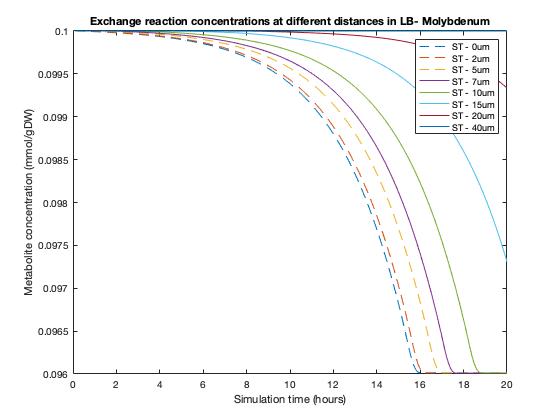 Exchange reaction concentrations at different distances in LB- Molybdenum
0.1
0.0995
0.099
0.0985
0.098
0.0975
0.097
0.0965
0.096
Metabolite concentration (mmol/gDW)
ST - 0um
ST - 2um
ST - 5um
ST - 7um
ST - 10um
ST - 15um
ST - 20um
ST - 40um
0 2 4 6 8 10 12 14 16 18 20
Simulation time (hours)